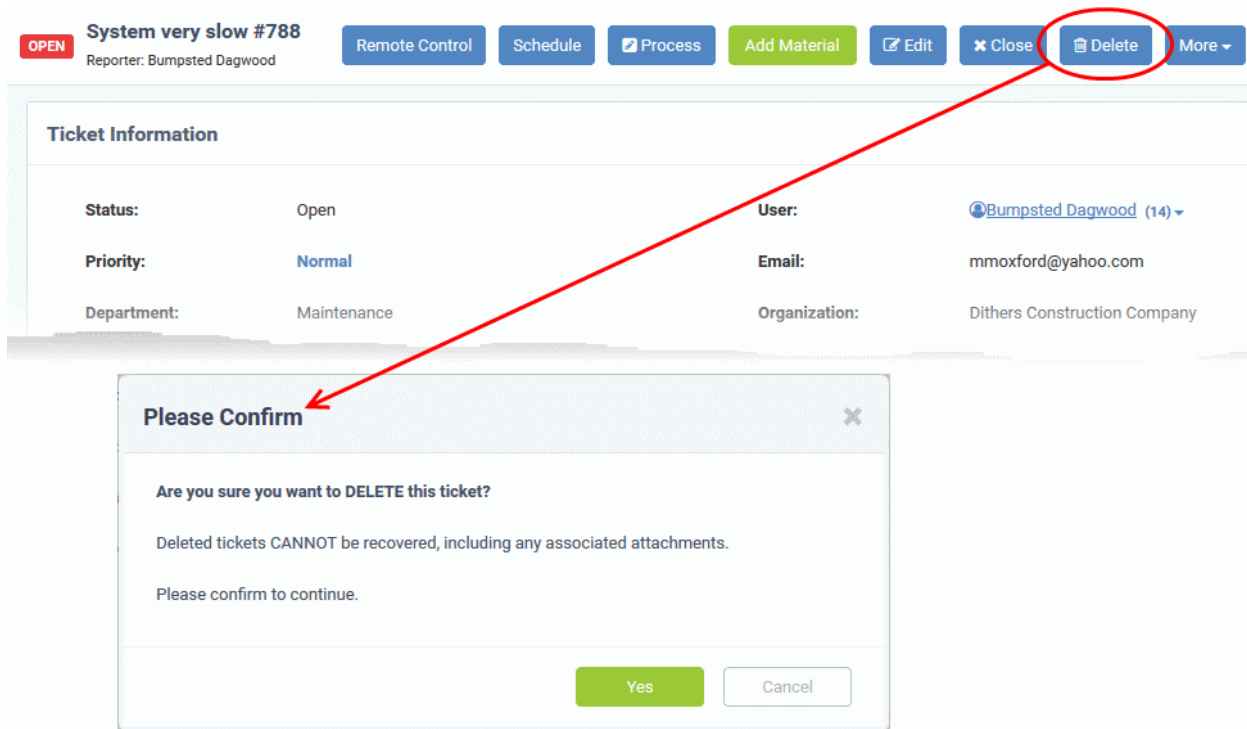 OPEN
System very slow #788
Reporter: Bumpsted Dagwood
Remote Control Schedule Process Add Material Edit Close Delete More
Ticket Information
Status: Open User: Bumpsted Dagwood (14)
Priority: Normal Email: mmoxford@yahoo.com
Department: Maintenance Organization: Dithers Construction Company
Please Confirm
Are you sure you want to DELETE this ticket?
Deleted tickets CANNOT be recovered, including any associated attachments.
Please confirm to continue.
Yes Cancel